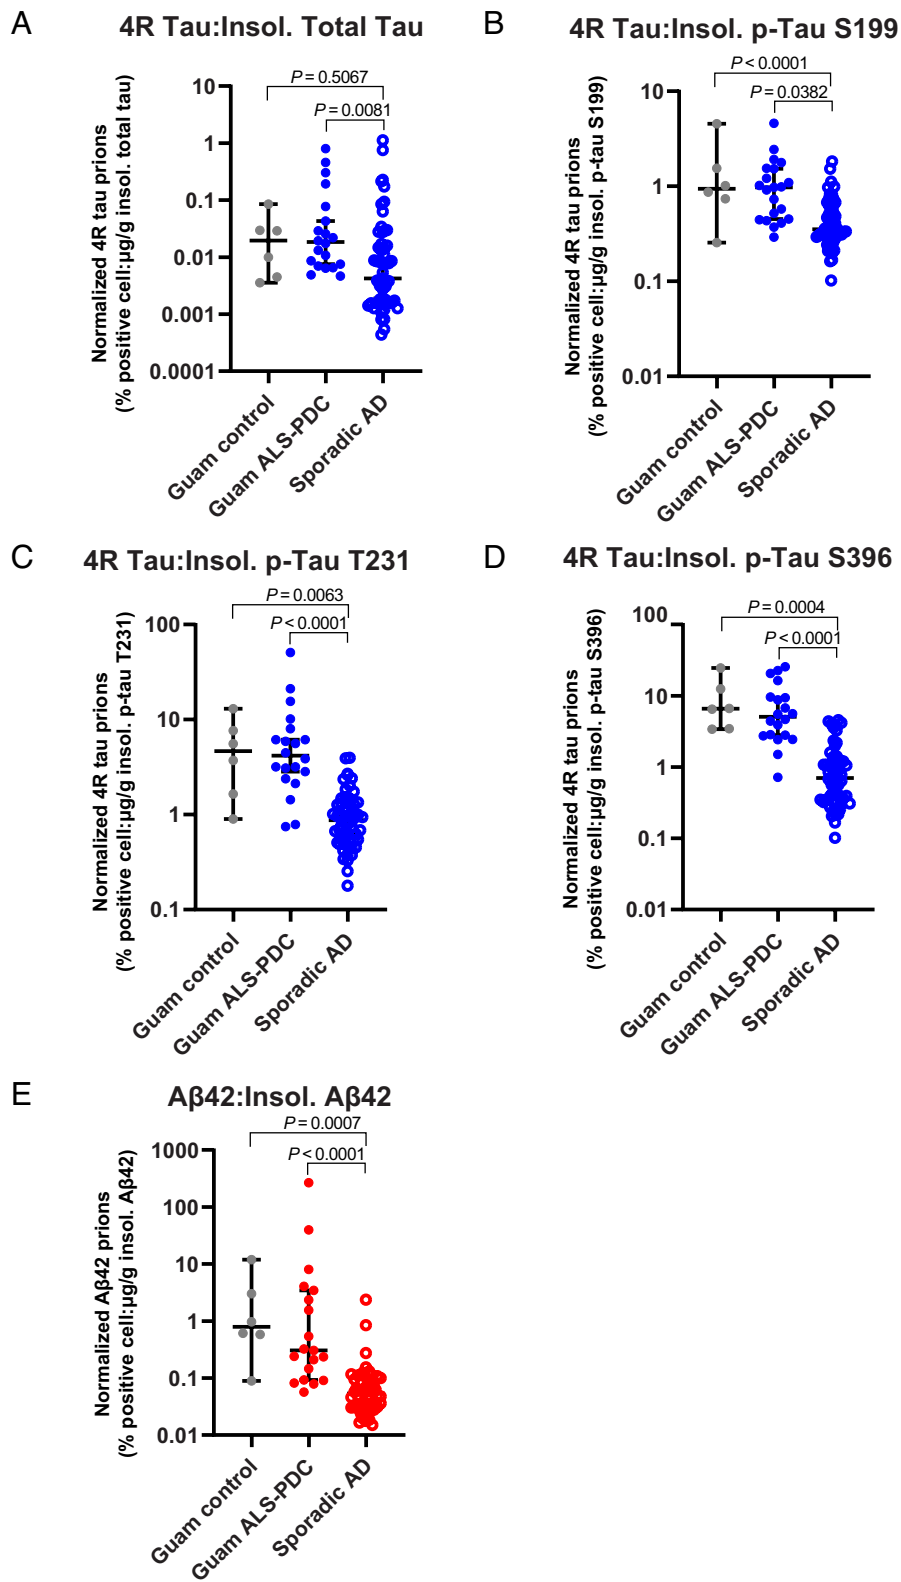 A
4R Tau:Insol. Total Tau
P = 0.5067
P = 0.0081
Normalized 4R tau prions
(% positive cell:µg/g insol. total tau)
10
1
0.1
0.01
0.001
0.0001
Guam control
Guam ALS-PDC
Sporadic AD
B
4R Tau:Insol. p-Tau S199
P < 0.0001
P = 0.0382
Normalized 4R tau prions
(% positive cell:µg/g insol. p-tau S199)
10
1
0.1
0.01
Guam control
Guam ALS-PDC
Sporadic AD
C
4R Tau:Insol. p-Tau T231
P = 0.0063
P < 0.0001
Normalized 4R tau prions
(% positive cell:µg/g insol. p-tau T231)
100
10
1
0.1
Guam control
Guam ALS-PDC
Sporadic AD
D
4R Tau:Insol. p-Tau S396
P = 0.0004
P < 0.0001
Normalized 4R tau prions
(% positive cell:µg/g insol. p-tau S396)
100
10
1
0.1
0.01
Guam control
Guam ALS-PDC
Sporadic AD
E
Aβ42:Insol. Aβ42
P = 0.0007
P < 0.0001
Normalized Aβ42 prions
(% positive cell:µg/g insol. Aβ42)
1000
100
10
1
0.1
0.01
Guam control
Guam ALS-PDC
Sporadic AD